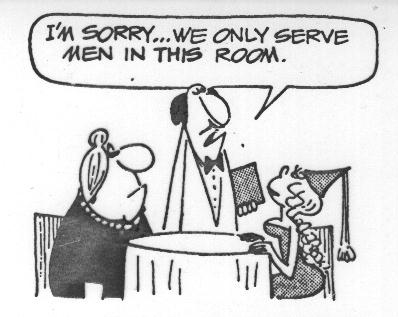 I'M SORRY...WE ONLY SERVE
MEN IN THIS ROOM.